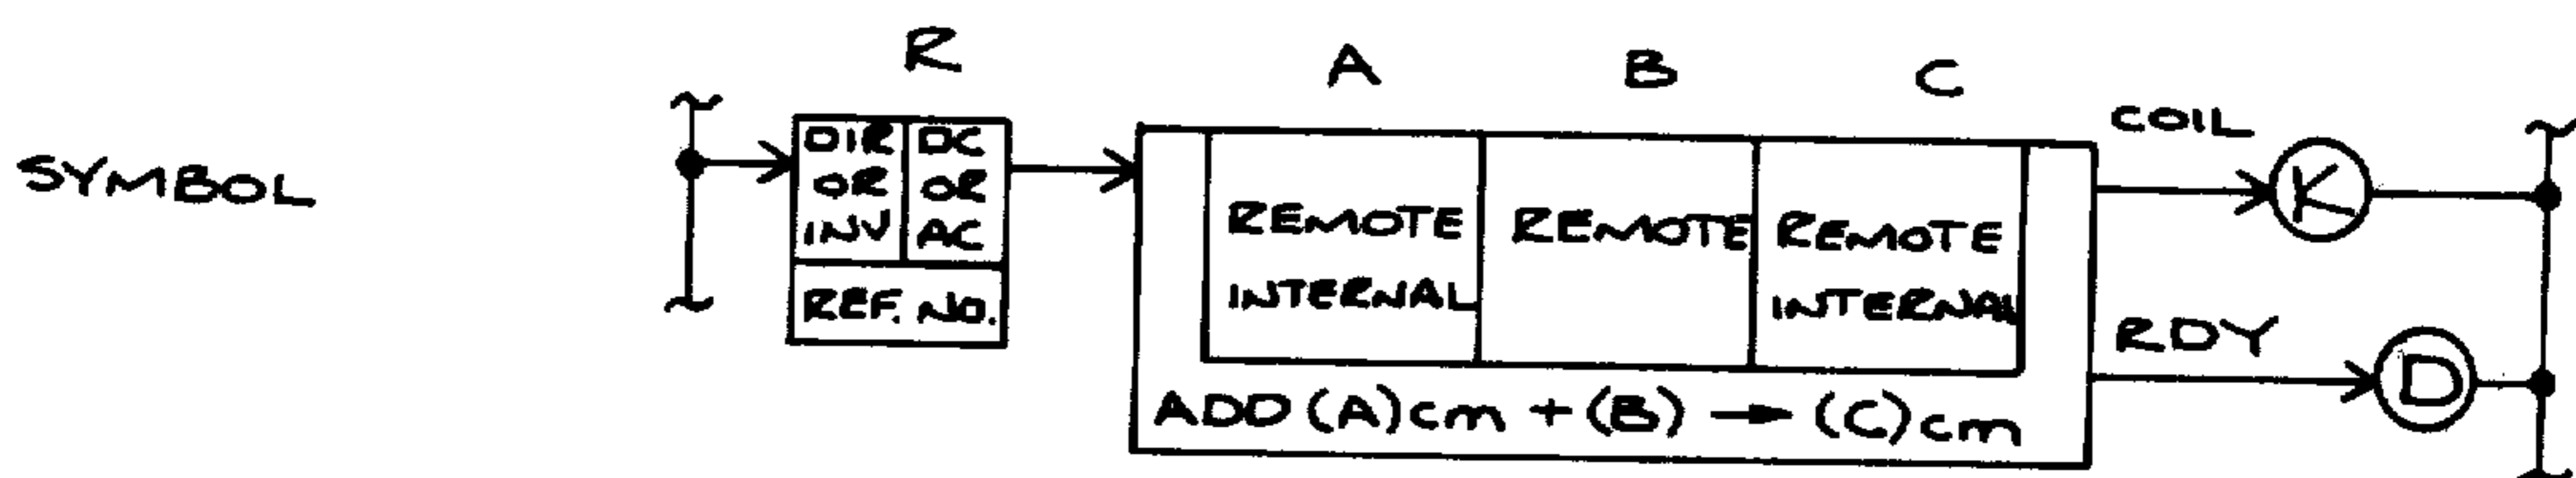 R A B C
SYMBOL
DIR OR INV
DC OR AC
REF. NO.
REMOTE INTERNAL
REMOTE
REMOTE INTERNAL
ADD (A)cm + (B) → (C)cm
COIL
K
RDY
D